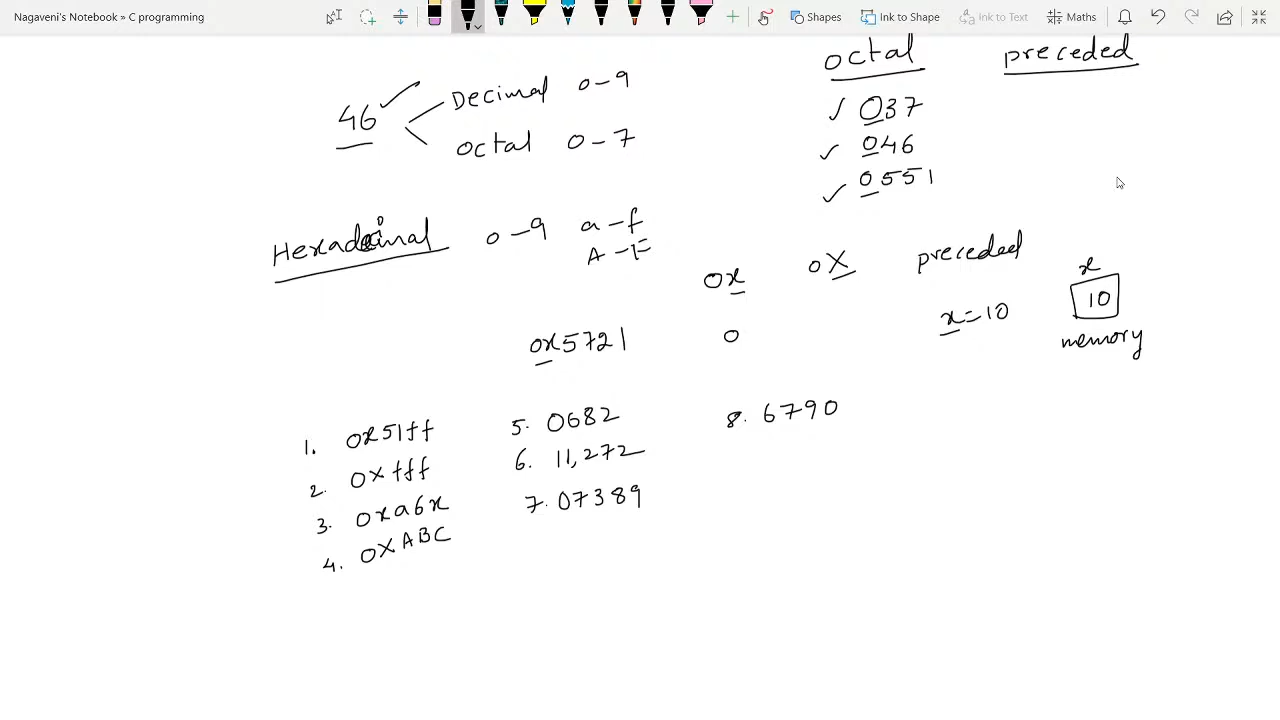 Nagaveni's Notebook » C programming
Shapes
Ink to Shape
Ink to Text
Maths
octal preceded
46 Decimal 0-9
octal 0-7
037
046
0551
Hexadecimal 0-9 a-f
A-F
0x 0X preceded
x=10
x
10
memory
0x5721 0
1. 0x51ff
2. 0Xfff
3. 0xa6x
4. 0XABC
5. 0682
6. 11,272
7. 07389
8. 6790